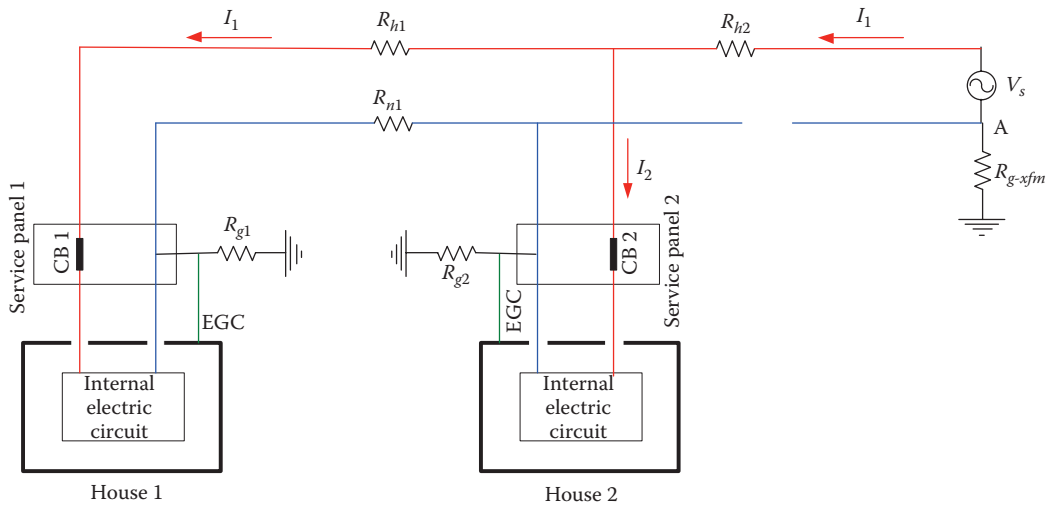 I1
Rh1
Rh2
I1
Vs
Rn1
A
Rg-xfm
I2
Service panel 1
CB 1
Rg1
EGC
Rg2
EGC
CB 2
Service panel 2
Internal
electric
circuit
Internal
electric
circuit
House 1
House 2